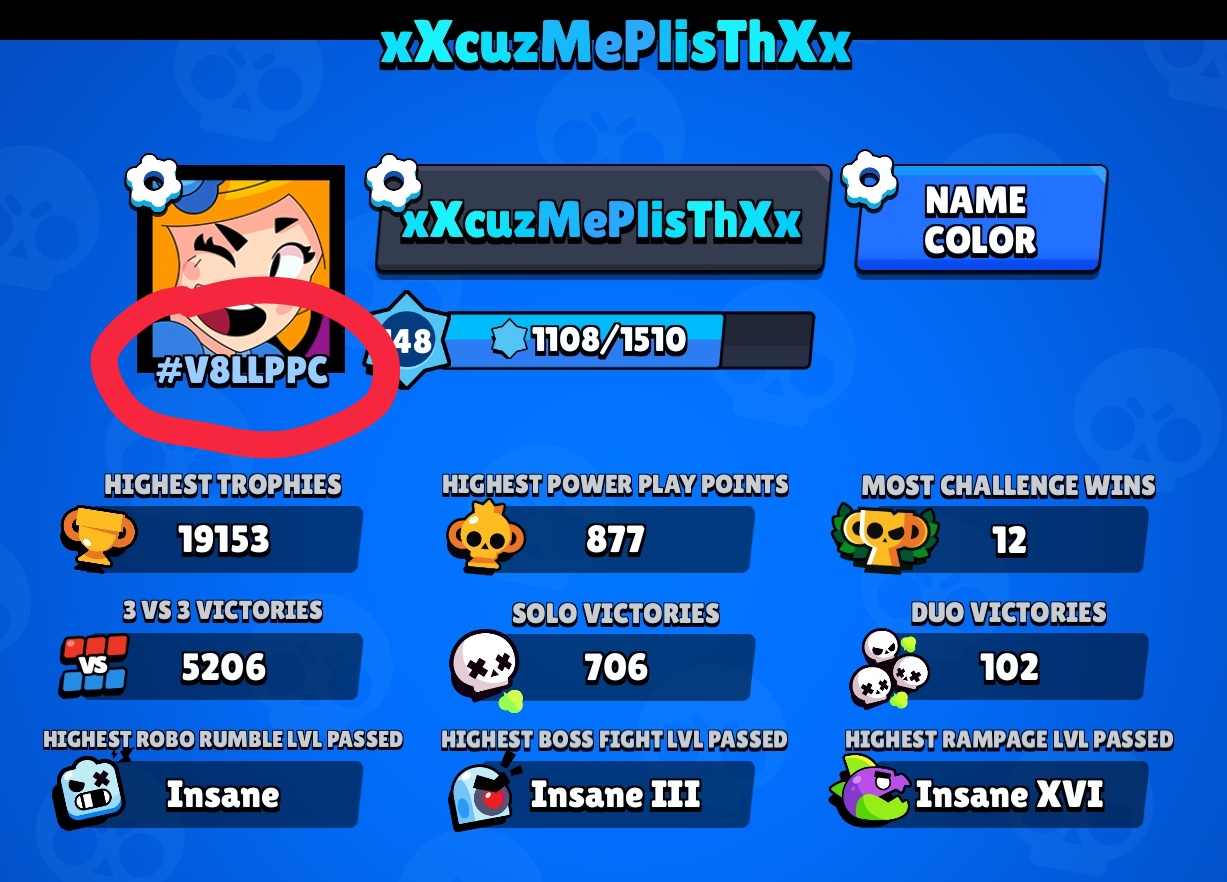 xXcuzMePlisThXx
xXcuzMePlisThXx
NAME
COLOR
148
1108/1510
#V8LLPPC
HIGHEST TROPHIES
HIGHEST POWER PLAY POINTS
MOST CHALLENGE WINS
19153
877
12
3 VS 3 VICTORIES
SOLO VICTORIES
DUO VICTORIES
VS
5206
706
102
HIGHEST ROBO RUMBLE LVL PASSED
HIGHEST BOSS FIGHT LVL PASSED
HIGHEST RAMPAGE LVL PASSED
Insane
Insane III
Insane XVI